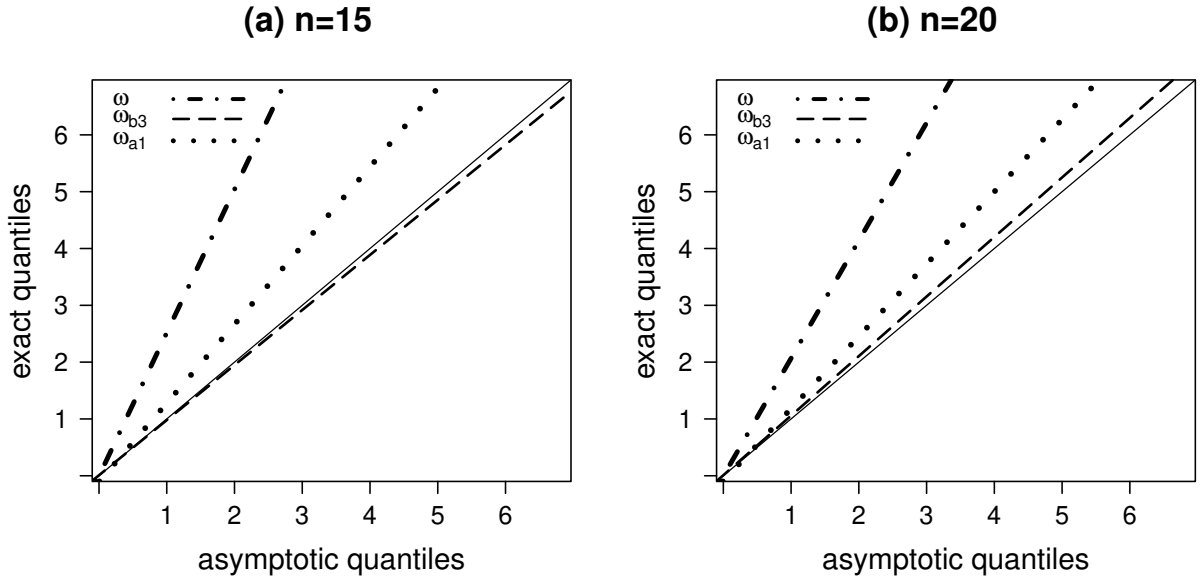 (a) n=15
ω
ωb3
ωa1
6
5
4
3
2
1
exact quantiles
1 2 3 4 5 6
asymptotic quantiles
(b) n=20
ω
ωb3
ωa1
6
5
4
3
2
1
exact quantiles
1 2 3 4 5 6
asymptotic quantiles